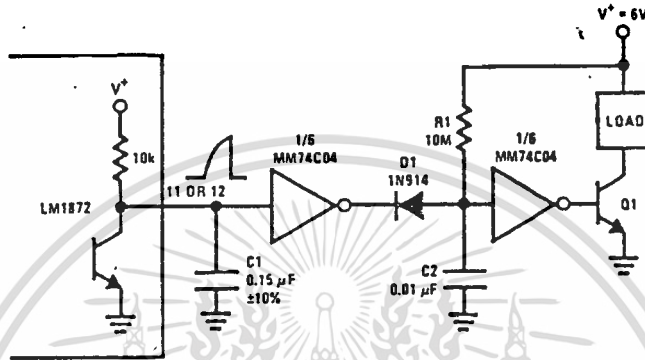 V⁺ = 6V
V⁺
10k
LM1872
11 OR 12
C1
0.15 µF
±10%
1/6
MM74C04
D1
1N914
R1
10M
C2
0.01 µF
1/6
MM74C04
LOAD
Q1